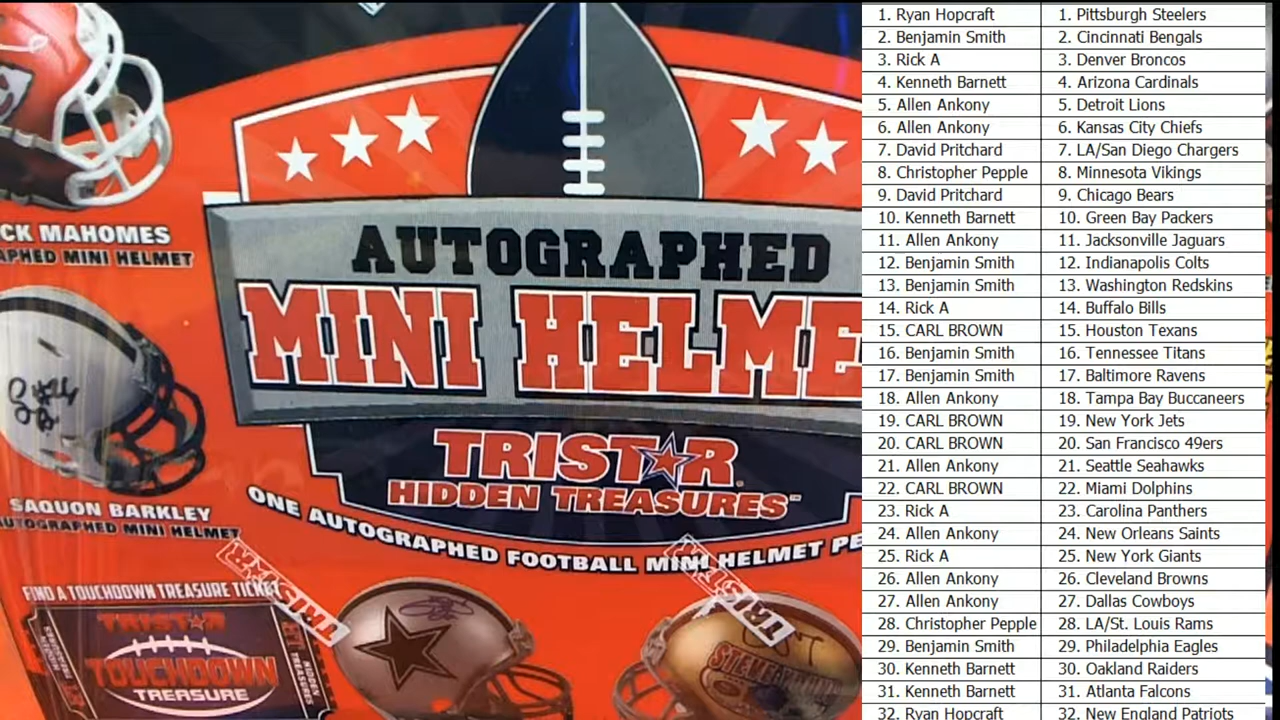 CK MAHOMES
APHED MINI HELMET
SAQUON BARKLEY
AUTOGRAPHED MINI HELMET
AUTOGRAPHED
MINI HELME
TRISTAR
HIDDEN TREASURES
ONE AUTOGRAPHED FOOTBALL MINI HELMET PE
FIND A TOUCHDOWN TREASURE TICKET
TRISTAR
TOUCHDOWN
TREASURE
HIDDEN
TREASURES
TRISTAR
TRISTAR
1. Ryan Hopcraft 1. Pittsburgh Steelers
2. Benjamin Smith 2. Cincinnati Bengals
3. Rick A 3. Denver Broncos
4. Kenneth Barnett 4. Arizona Cardinals
5. Allen Ankony 5. Detroit Lions
6. Allen Ankony 6. Kansas City Chiefs
7. David Pritchard 7. LA/San Diego Chargers
8. Christopher Pepple 8. Minnesota Vikings
9. David Pritchard 9. Chicago Bears
10. Kenneth Barnett 10. Green Bay Packers
11. Allen Ankony 11. Jacksonville Jaguars
12. Benjamin Smith 12. Indianapolis Colts
13. Benjamin Smith 13. Washington Redskins
14. Rick A 14. Buffalo Bills
15. CARL BROWN 15. Houston Texans
16. Benjamin Smith 16. Tennessee Titans
17. Benjamin Smith 17. Baltimore Ravens
18. Allen Ankony 18. Tampa Bay Buccaneers
19. CARL BROWN 19. New York Jets
20. CARL BROWN 20. San Francisco 49ers
21. Allen Ankony 21. Seattle Seahawks
22. CARL BROWN 22. Miami Dolphins
23. Rick A 23. Carolina Panthers
24. Allen Ankony 24. New Orleans Saints
25. Rick A 25. New York Giants
26. Allen Ankony 26. Cleveland Browns
27. Allen Ankony 27. Dallas Cowboys
28. Christopher Pepple 28. LA/St. Louis Rams
29. Benjamin Smith 29. Philadelphia Eagles
30. Kenneth Barnett 30. Oakland Raiders
31. Kenneth Barnett 31. Atlanta Falcons
32. Ryan Hopcraft 32. New England Patriots